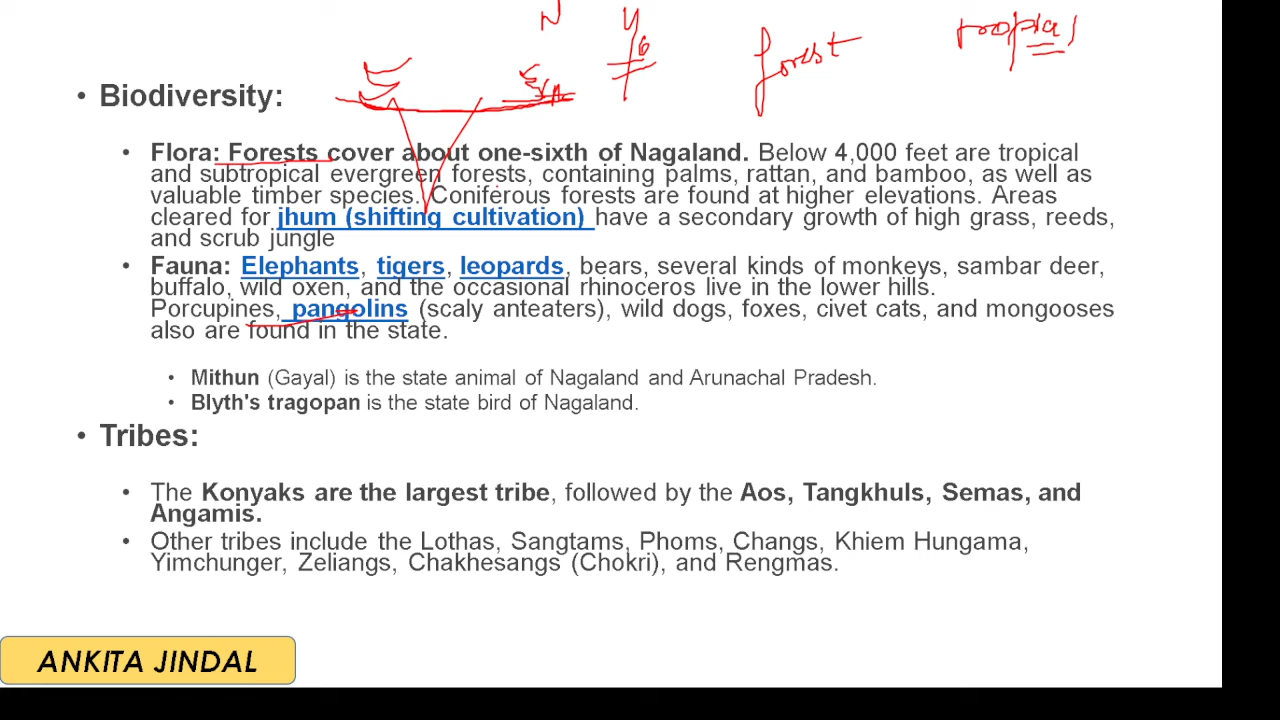 N 1/6 forest tropical
• Biodiversity:
• Flora: Forests cover about one-sixth of Nagaland. Below 4,000 feet are tropical
and subtropical evergreen forests, containing palms, rattan, and bamboo, as well as
valuable timber species. Coniferous forests are found at higher elevations. Areas
cleared for jhum (shifting cultivation) have a secondary growth of high grass, reeds,
and scrub jungle
• Fauna: Elephants, tigers, leopards, bears, several kinds of monkeys, sambar deer,
buffalo, wild oxen, and the occasional rhinoceros live in the lower hills.
Porcupines, pangolins (scaly anteaters), wild dogs, foxes, civet cats, and mongooses
also are found in the state.
• Mithun (Gayal) is the state animal of Nagaland and Arunachal Pradesh.
• Blyth's tragopan is the state bird of Nagaland.
• Tribes:
• The Konyaks are the largest tribe, followed by the Aos, Tangkhuls, Semas, and
Angamis.
• Other tribes include the Lothas, Sangtams, Phoms, Changs, Khiem Hungama,
Yimchunger, Zeliangs, Chakhesangs (Chokri), and Rengmas.
ANKITA JINDAL